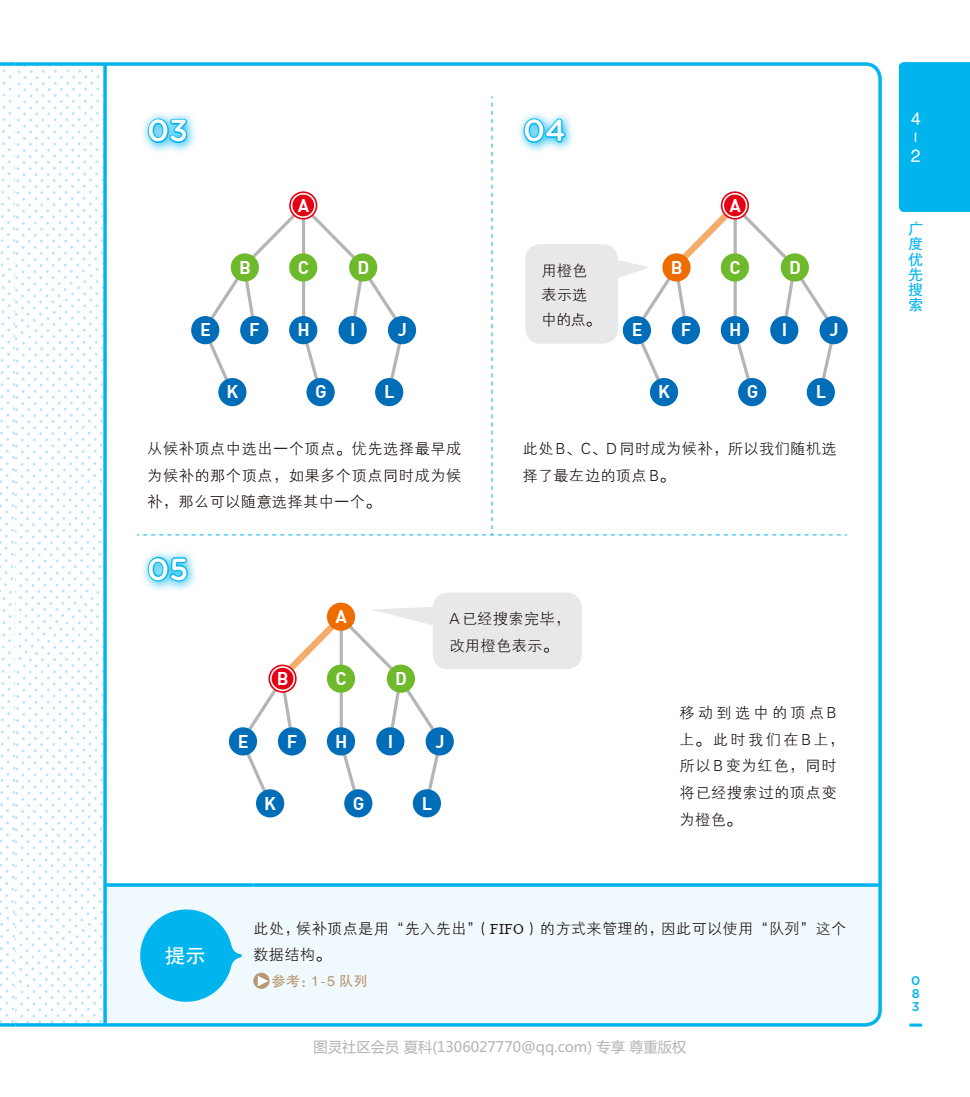 03
A
B C D
E F H I J
K G L
从候补顶点中选出一个顶点。优先选择最早成
为候补的那个顶点，如果多个顶点同时成为候
补，那么可以随意选择其中一个。
04
A
用橙色
表示选
中的点。
B C D
E F H I J
K G L
此处B、C、D同时成为候补，所以我们随机选
择了最左边的顶点B。
05
A
A已经搜索完毕，
改用橙色表示。
B C D
E F H I J
K G L
移动到选中的顶点B
上。此时我们在B上，
所以B变为红色，同时
将已经搜索过的顶点变
为橙色。
提示
此处，候补顶点是用“先入先出”（FIFO）的方式来管理的，因此可以使用“队列”这个
数据结构。
参考：1-5 队列
4-2
广度优先搜索
083
图灵社区会员 夏科(1306027770@qq.com) 专享 尊重版权